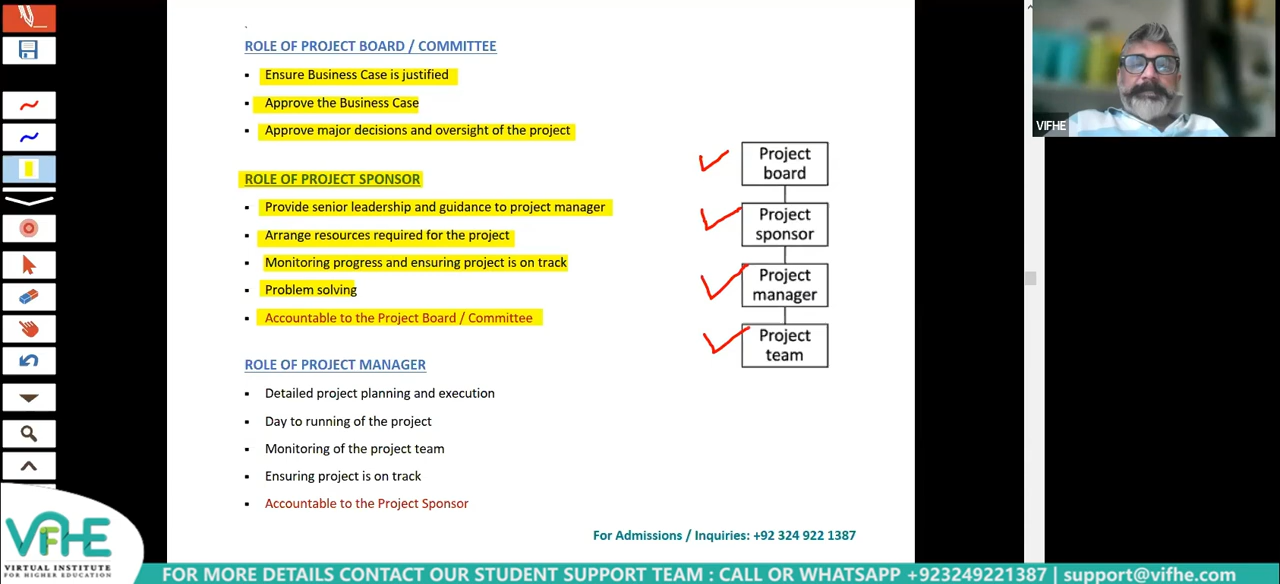 ROLE OF PROJECT BOARD / COMMITTEE
Ensure Business Case is justified
Approve the Business Case
Approve major decisions and oversight of the project
ROLE OF PROJECT SPONSOR
Provide senior leadership and guidance to project manager
Arrange resources required for the project
Monitoring progress and ensuring project is on track
Problem solving
Accountable to the Project Board / Committee
ROLE OF PROJECT MANAGER
Detailed project planning and execution
Day to running of the project
Monitoring of the project team
Ensuring project is on track
Accountable to the Project Sponsor
Project
board
Project
sponsor
Project
manager
Project
team
VIFHE
For Admissions / Inquiries: +92 324 922 1387
VIFHE
VIRTUAL INSTITUTE
FOR HIGHER EDUCATION
FOR MORE DETAILS CONTACT OUR STUDENT SUPPORT TEAM : CALL OR WHATSAPP +923249221387 | support@vifhe.com